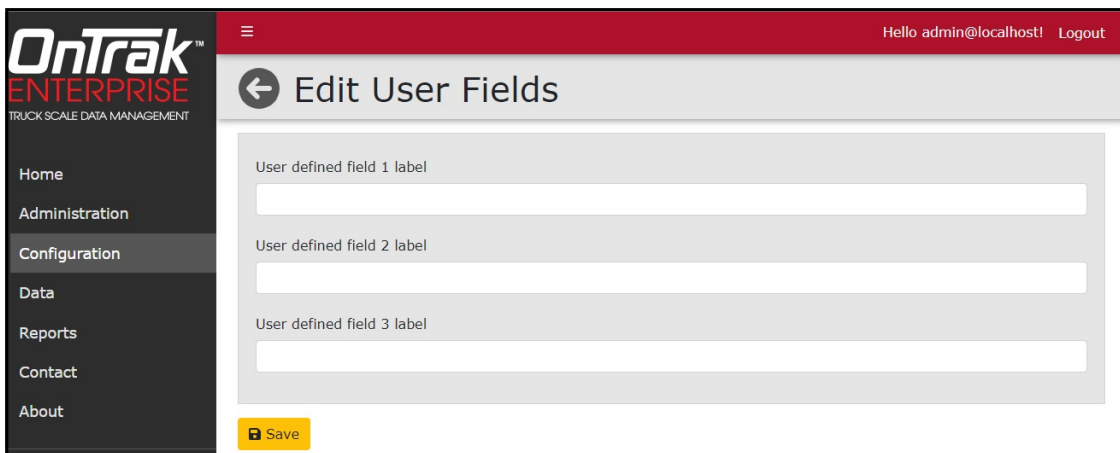 OnTrak™
ENTERPRISE
TRUCK SCALE DATA MANAGEMENT
Home
Administration
Configuration
Data
Reports
Contact
About
Hello admin@localhost! Logout
Edit User Fields
User defined field 1 label
User defined field 2 label
User defined field 3 label
Save